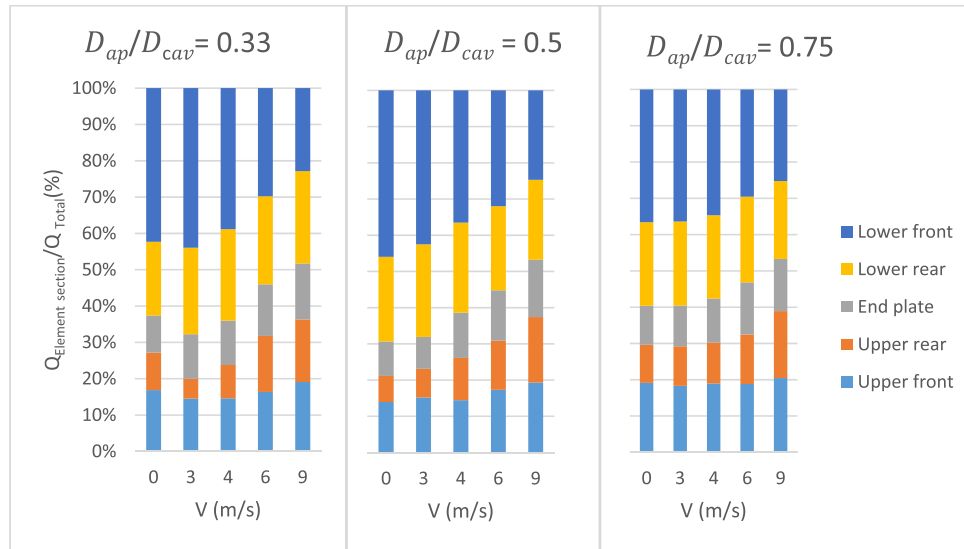 D_ap/D_cav= 0.33
D_ap/D_cav = 0.5
D_ap/D_cav= 0.75
Q_Element section/Q_Total(%)
100%
90%
80%
70%
60%
50%
40%
30%
20%
10%
0%
0 3 4 6 9
V (m/s)
0 3 4 6 9
V (m/s)
0 3 4 6 9
V (m/s)
Lower front
Lower rear
End plate
Upper rear
Upper front